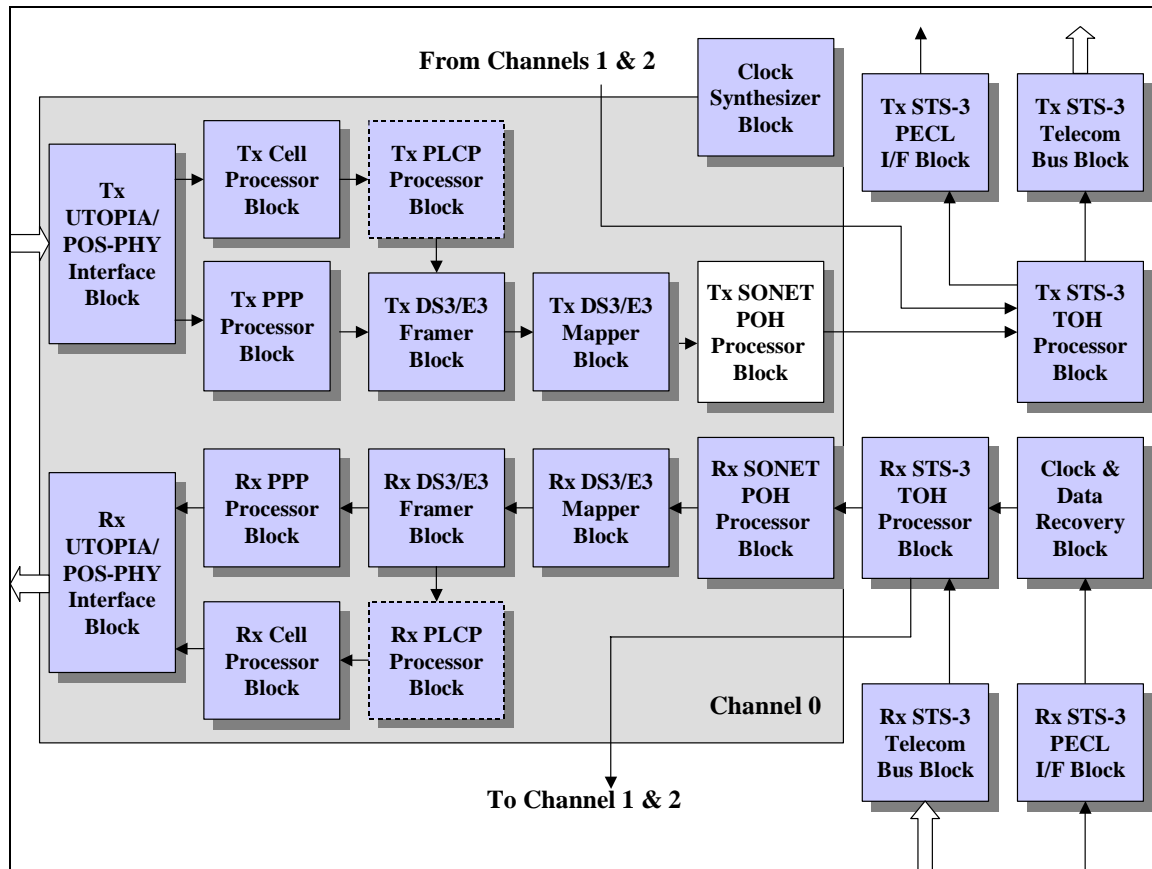 From Channels 1 & 2
Clock
Synthesizer
Block
Tx STS-3
PECL
I/F Block
Tx STS-3
Telecom
Bus Block
Tx
UTOPIA/
POS-PHY
Interface
Block
Tx Cell
Processor
Block
Tx PLCP
Processor
Block
Tx PPP
Processor
Block
Tx DS3/E3
Framer
Block
Tx DS3/E3
Mapper
Block
Tx SONET
POH
Processor
Block
Tx STS-3
TOH
Processor
Block
Rx
UTOPIA/
POS-PHY
Interface
Block
Rx PPP
Processor
Block
Rx DS3/E3
Framer
Block
Rx DS3/E3
Mapper
Block
Rx SONET
POH
Processor
Block
Rx STS-3
TOH
Processor
Block
Clock &
Data
Recovery
Block
Rx Cell
Processor
Block
Rx PLCP
Processor
Block
Channel 0
Rx STS-3
Telecom
Bus Block
Rx STS-3
PECL
I/F Block
To Channel 1 & 2